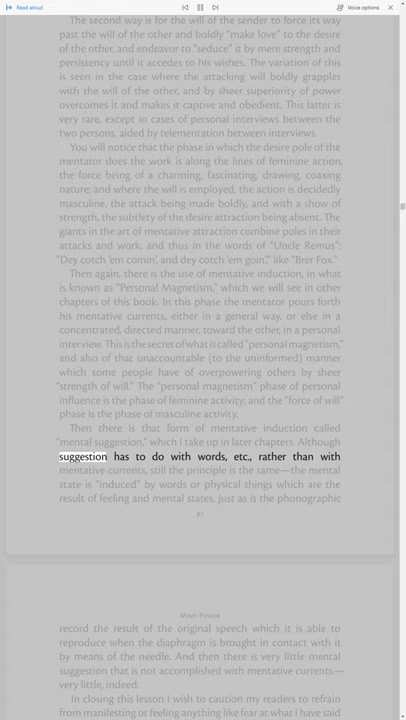 Read aloud
Voice options
The second way is for the will of the sender to force its way
past the will of the other and boldly "make love" to the desire
of the other, and endeavor to "seduce" it by mere strength and
persistency until it accedes to his wishes. The variation of this
is seen in the case where the attacking will boldly grapples
with the will of the other, and by sheer superiority of power
overcomes it and makes it captive and obedient. This latter is
very rare, except in cases of personal interviews between the
two persons, aided by telementation between interviews.
You will notice that the phase in which the desire pole of the
mentator does the work is along the lines of feminine action,
the force being of a charming, fascinating, drawing, coaxing
nature; and where the will is employed, the action is decidedly
masculine, the attack being made boldly, and with a show of
strength, the subtlety of the desire attraction being absent. The
giants in the art of mentative attraction combine poles in their
attacks and work, and thus in the words of "Uncle Remus":
"Dey cotch 'em comin', and dey cotch 'em goin'," like "Brer Fox."
Then again, there is the use of mentative induction, in what
is known as "Personal Magnetism," which we will see in other
chapters of this book. In this phase the mentator pours forth
his mentative currents, either in a general way, or else in a
concentrated, directed manner, toward the other, in a personal
interview. This is the secret of what is called "personal magnetism,"
and also of that unaccountable (to the uninformed) manner
which some people have of overpowering others by sheer
"strength of will." The "personal magnetism" phase of personal
influence is the phase of feminine activity, and the "force of will"
phase is the phase of masculine activity.
Then there is that form of mentative induction called
"mental suggestion," which I take up in later chapters. Although
suggestion has to do with words, etc., rather than with
mentative currents, still the principle is the same—the mental
state is "induced" by words or physical things which are the
result of feeling and mental states, just as is the phonographic
Mind-Power
record the result of the original speech which it is able to
reproduce when the diaphragm is brought in contact with it
by means of the needle. And then there is very little mental
suggestion that is not accomplished with mentative currents—
very little, indeed.
In closing this lesson I wish to caution my readers to refrain
from manifesting or feeling anything like fear at what I have said